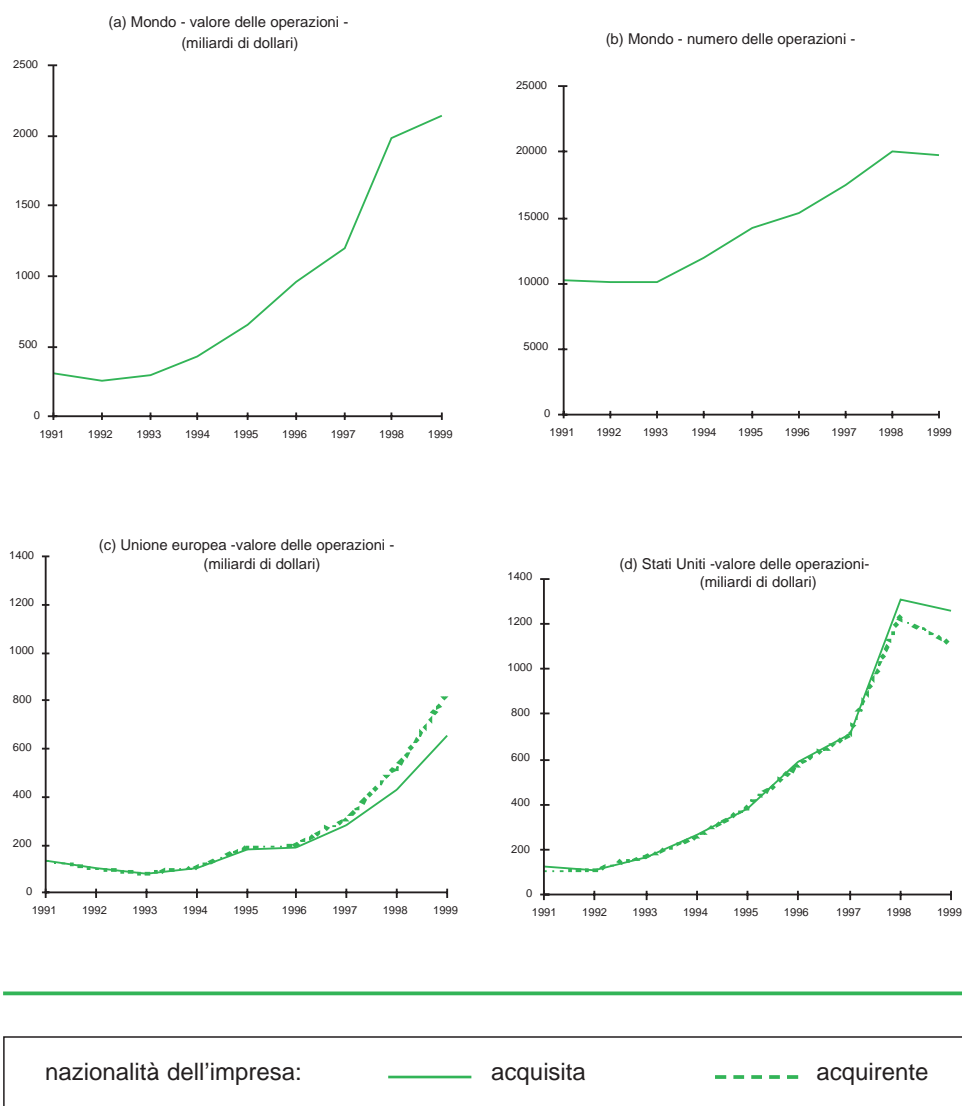 (a) Mondo - valore delle operazioni -
(miliardi di dollari)
2500
2000
1500
1000
500
0
1991 1992 1993 1994 1995 1996 1997 1998 1999
(b) Mondo - numero delle operazioni -
25000
20000
15000
10000
5000
0
1991 1992 1993 1994 1995 1996 1997 1998 1999
(c) Unione europea -valore delle operazioni -
(miliardi di dollari)
1400
1200
1000
800
600
400
200
0
1991 1992 1993 1994 1995 1996 1997 1998 1999
(d) Stati Uniti -valore delle operazioni-
(miliardi di dollari)
1400
1200
1000
800
600
400
200
0
1991 1992 1993 1994 1995 1996 1997 1998 1999
nazionalità dell'impresa: acquisita acquirente